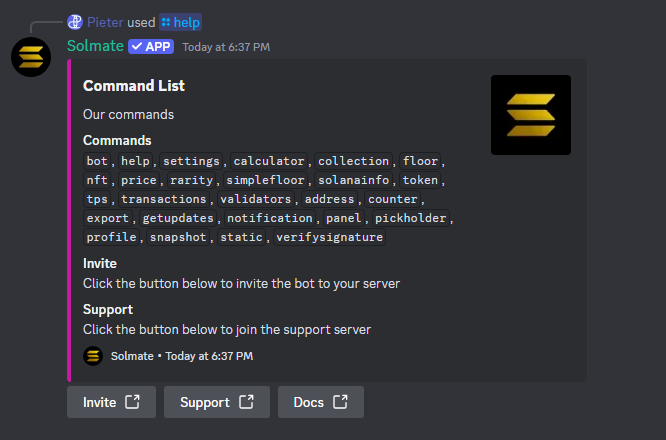 Pieter used help
Solmate APP Today at 6:37 PM
Command List
Our commands
Commands
bot, help, settings, calculator, collection, floor,
nft, price, rarity, simplefloor, solanainfo, token,
tps, transactions, validators, address, counter,
export, getupdates, notification, panel, pickholder,
profile, snapshot, static, verifysignature
Invite
Click the button below to invite the bot to your server
Support
Click the button below to join the support server
Solmate • Today at 6:37 PM
Invite Support Docs